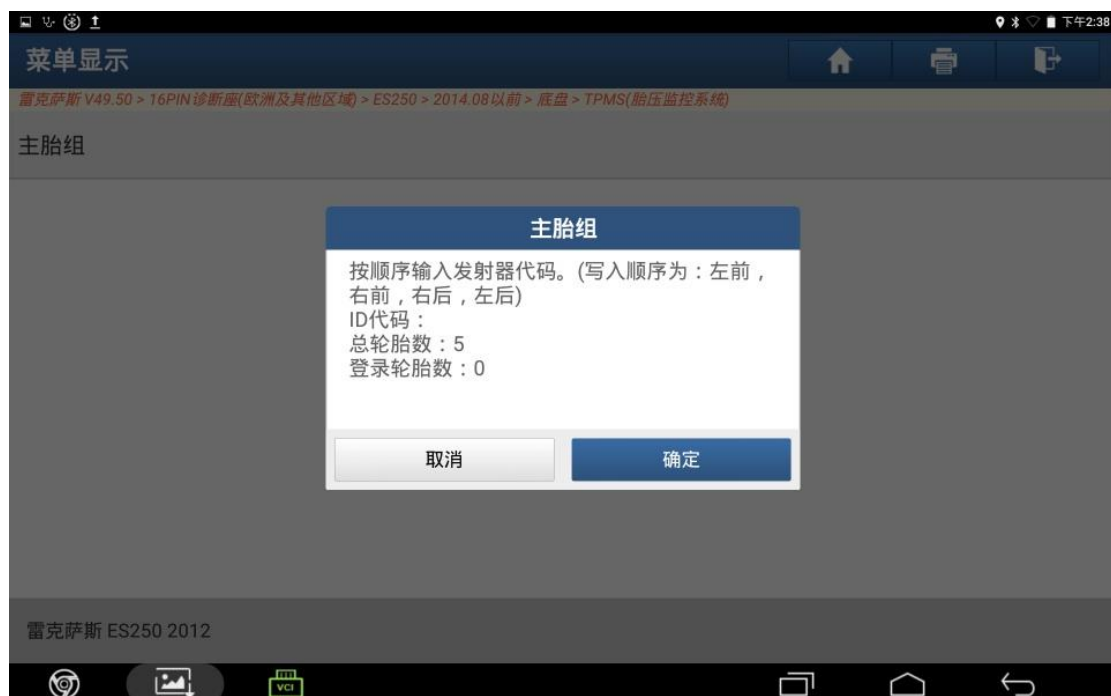 下午2:38
菜单显示
雷克萨斯 V49.50 > 16PIN诊断座(欧洲及其他区域) > ES250 > 2014.08以前 > 底盘 > TPMS(胎压监控系统)
主胎组
主胎组
按顺序输入发射器代码。(写入顺序为：左前，
右前，右后，左后)
ID代码：
总轮胎数：5
登录轮胎数：0
取消
确定
雷克萨斯 ES250 2012
VCI